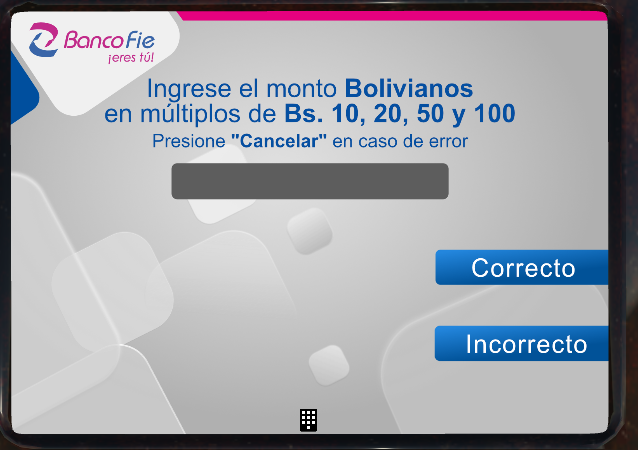 Banco Fie
¡eres tú!
Ingrese el monto Bolivianos
en múltiplos de Bs. 10, 20, 50 y 100
Presione "Cancelar" en caso de error
Correcto
Incorrecto